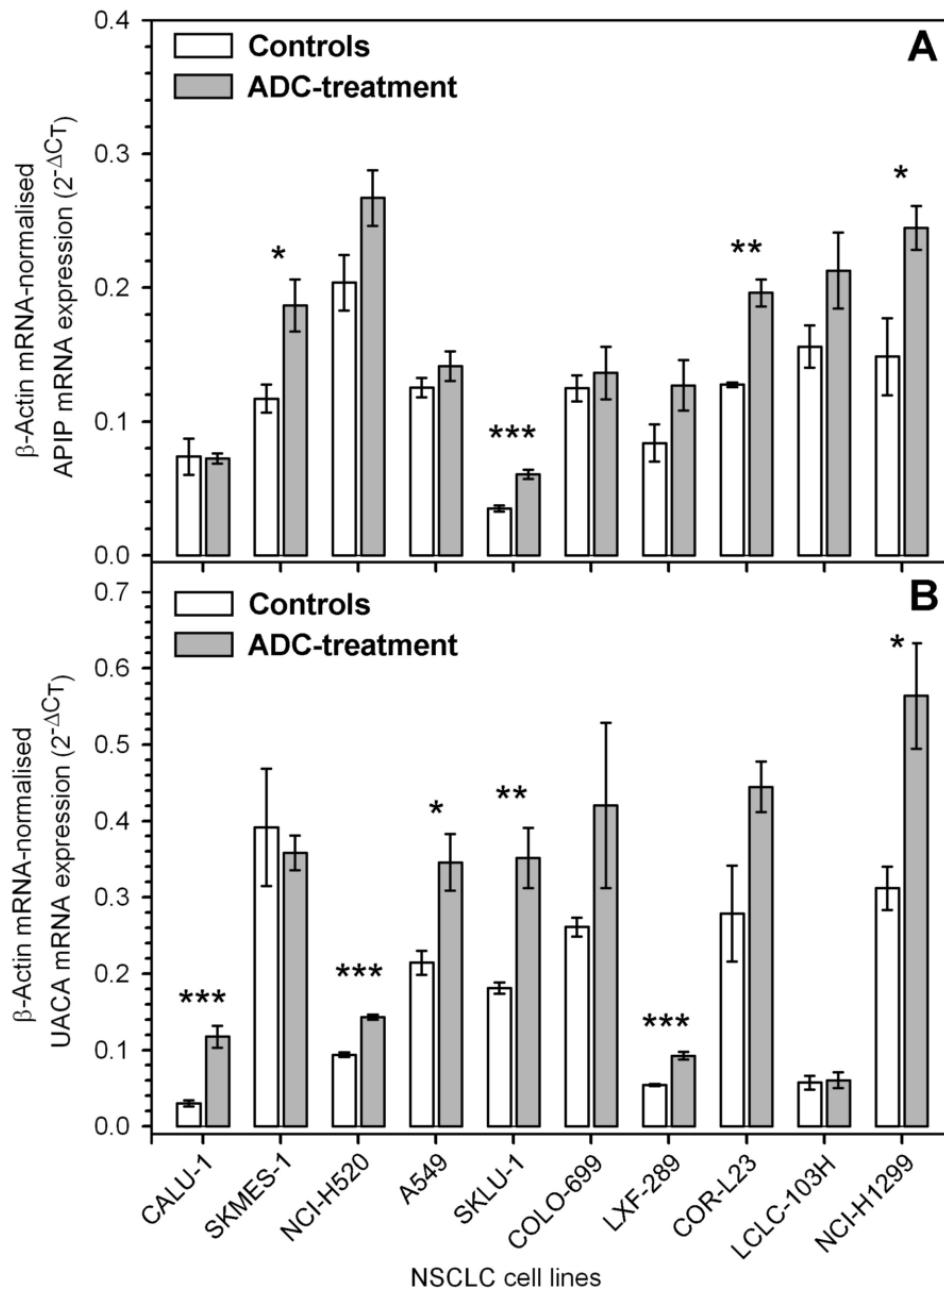 A
Controls
ADC-treatment
β-Actin mRNA-normalised
APIP mRNA expression (2-ΔCT)
0.4
0.3
0.2
0.1
0.0
*
***
**
*
B
Controls
ADC-treatment
β-Actin mRNA-normalised
UACA mRNA expression (2-ΔCT)
0.7
0.6
0.5
0.4
0.3
0.2
0.1
0.0
***
***
*
**
***
*
CALU-1
SKMES-1
NCI-H520
A549
SKLU-1
COLO-699
LXF-289
COR-L23
LCLC-103H
NCI-H1299
NSCLC cell lines